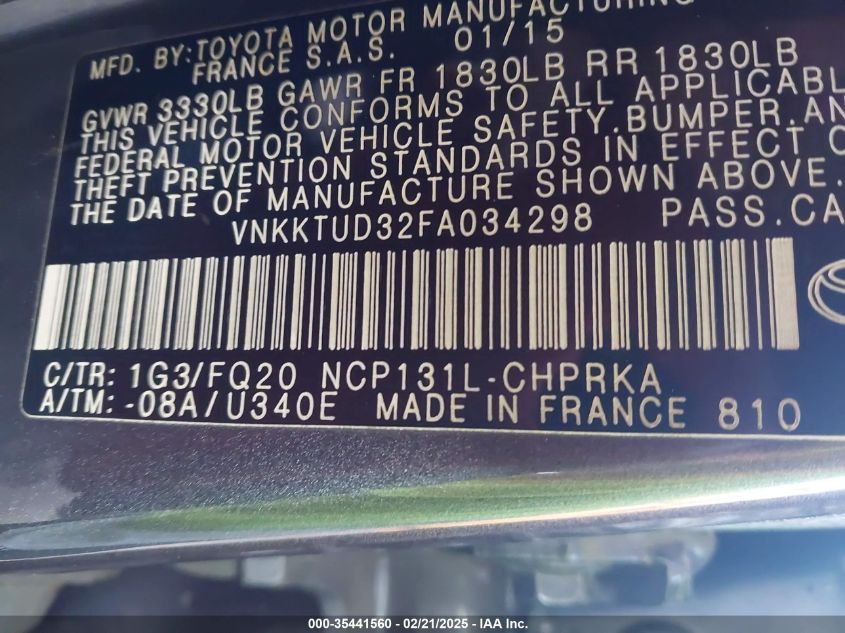 MFD. BY: TOYOTA MOTOR MANUFACTURING
FRANCE S.A.S. 01/15
GVWR 3330LB GAWR FR 1830LB RR 1830LB
THIS VEHICLE CONFORMS TO ALL APPLICABL
FEDERAL MOTOR VEHICLE SAFETY, BUMPER, AN
THEFT PREVENTION STANDARDS IN EFFECT O
THE DATE OF MANUFACTURE SHOWN ABOVE.
VNKKTUD32FA034298 PASS.CA
C/TR: 1G3/FQ20 NCP131L-CHPRKA
A/TM: -08A/U340E MADE IN FRANCE 810
000-35441560 - 02/21/2025 - IAAI.com